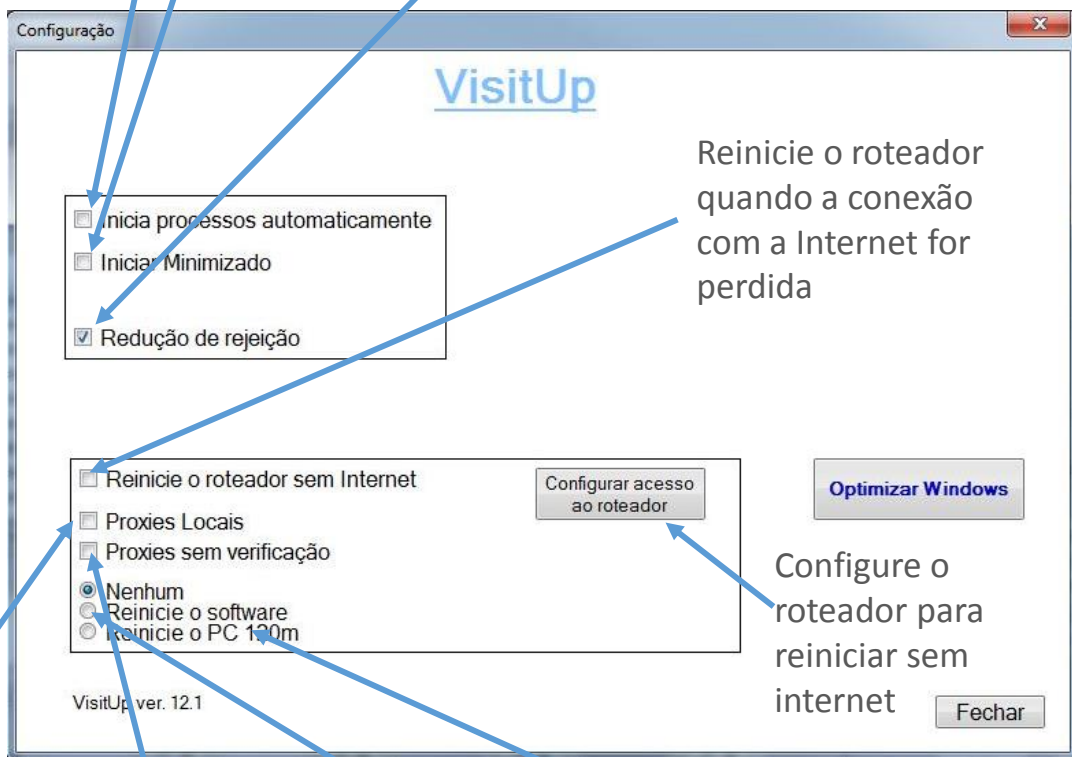 Configuração
VisitUp
Reinicie o roteador
quando a conexão
com a Internet for
perdida
Inicia processos automaticamente
Iniciar Minimizado
Redução de rejeição
Reinicie o roteador sem Internet
Configurar acesso
ao roteador
Optimizar Windows
Proxies Locais
Proxies sem verificação
Nenhum
Reinicie o software
Reinicie o PC 120m
Configure o
roteador para
reiniciar sem
internet
VisitUp ver. 12.1
Fechar